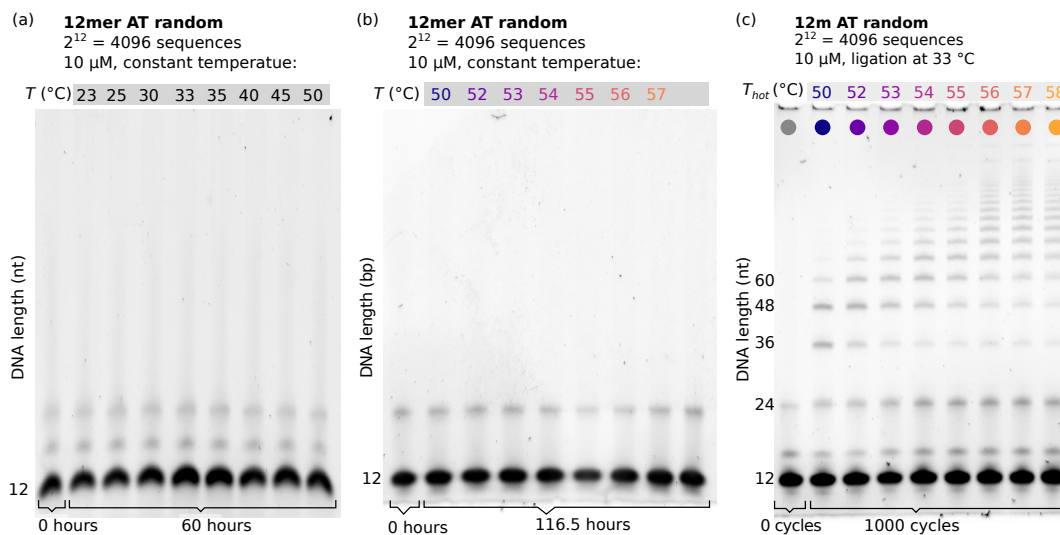 (a)
12mer AT random
2¹² = 4096 sequences
10 µM, constant temperatue:
T (°C) 23 25 30 33 35 40 45 50
DNA length (nt)
12
0 hours
60 hours
(b)
12mer AT random
2¹² = 4096 sequences
10 µM, constant temperatue:
T (°C) 50 52 53 54 55 56 57
DNA length (bp)
12
0 hours
116.5 hours
(c)
12m AT random
2¹² = 4096 sequences
10 µM, ligation at 33 °C
T_hot (°C) 50 52 53 54 55 56 57 58
DNA length (nt)
60
48
36
24
12
0 cycles
1000 cycles